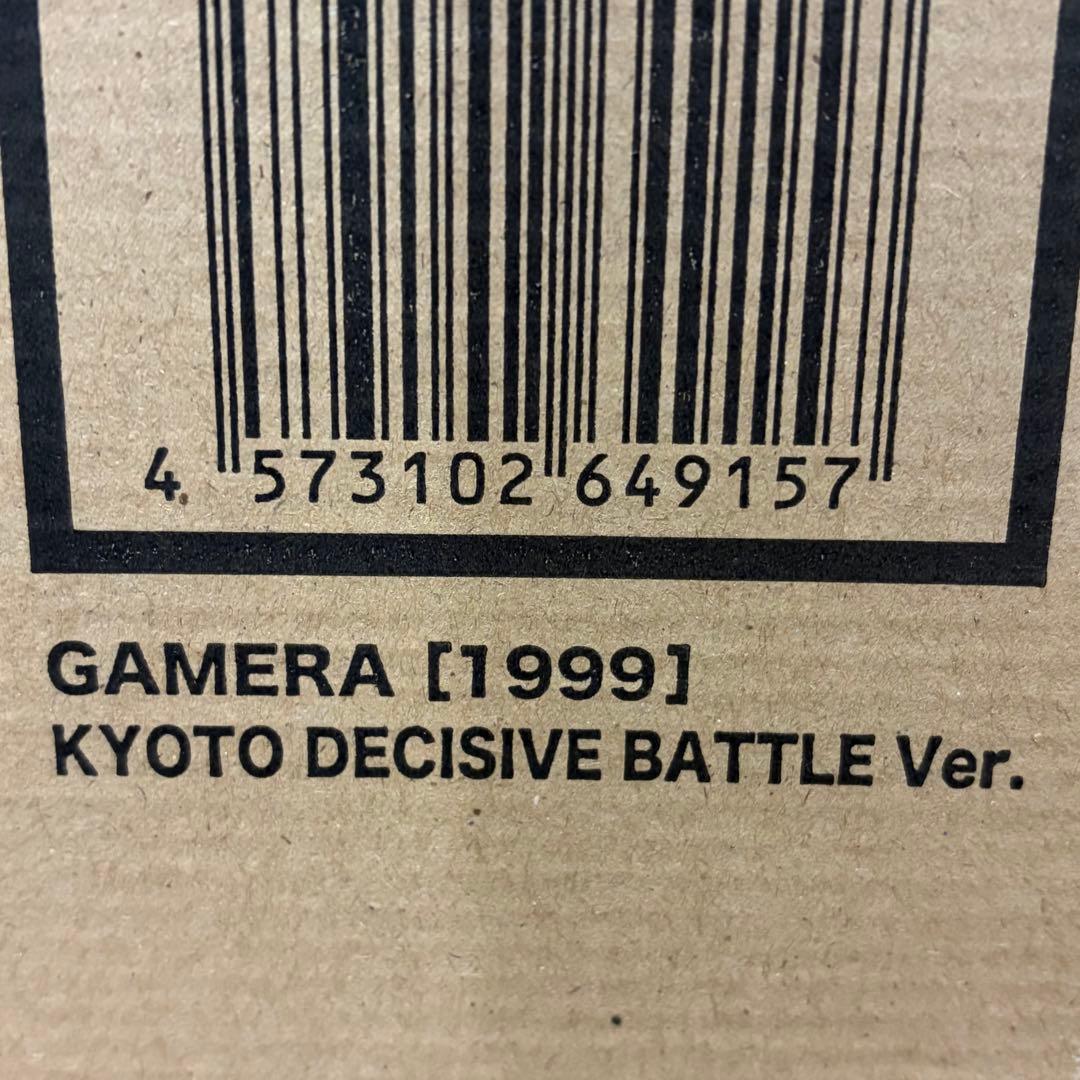 4 573102 649157
GAMERA [1999]
KYOTO DECISIVE BATTLE Ver.